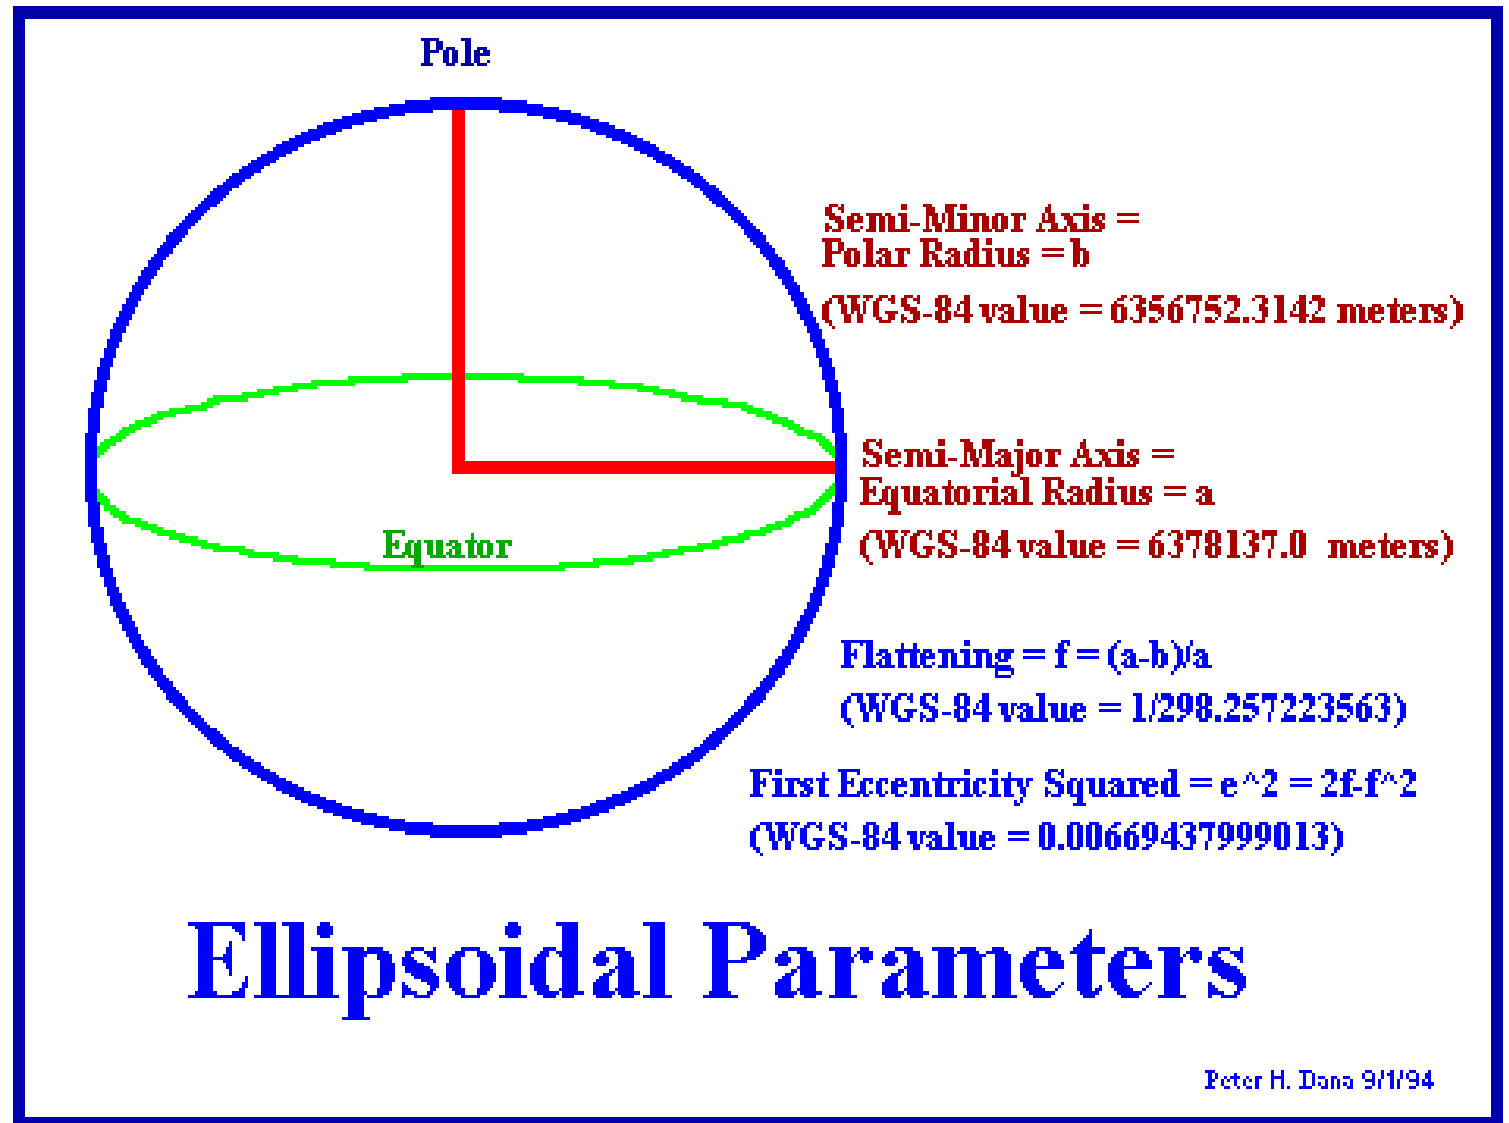 Pole
Semi-Minor Axis =
Polar Radius = b
(WGS-84 value = 6356752.3142 meters)
Semi-Major Axis =
Equatorial Radius = a
(WGS-84 value = 6378137.0 meters)
Equator
Flattening = f = (a-b)/a
(WGS-84 value = 1/298.257223563)
First Eccentricity Squared = e^2 = 2f-f^2
(WGS-84 value = 0.00669437999013)
Ellipsoidal Parameters
Peter H. Dana 9/1/94